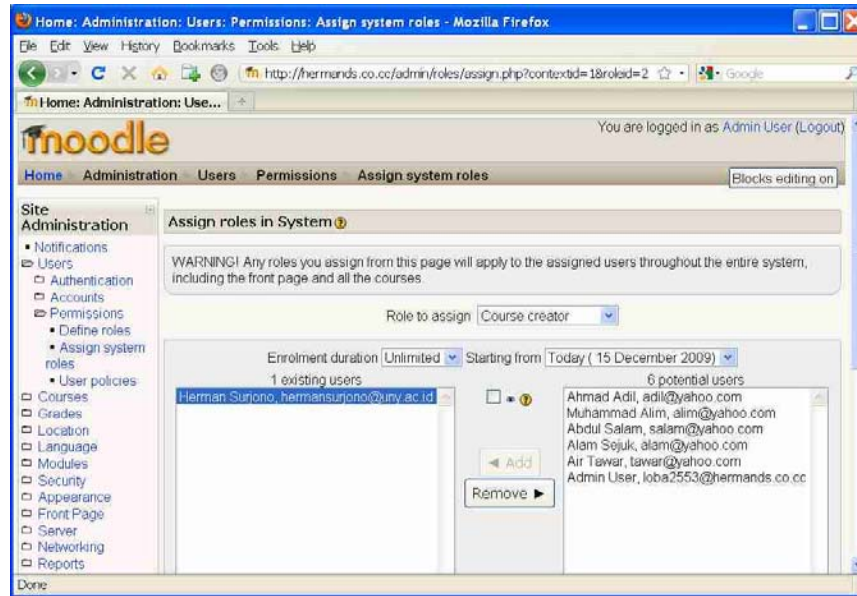 Home: Administration: Users: Permissions: Assign system roles - Mozilla Firefox
File Edit View History Bookmarks Tools Help
http://hermands.co.cc/admin/roles/assign.php?contextid=1&roleid=2 Google
Home: Administration: Use...
moodle
You are logged in as Admin User (Logout)
Home Administration Users Permissions Assign system roles
Blocks editing on
Site
Administration
Notifications
Users
Authentication
Accounts
Permissions
Define roles
Assign system
roles
User policies
Courses
Grades
Location
Language
Modules
Security
Appearance
Front Page
Server
Networking
Reports
Assign roles in System
WARNING! Any roles you assign from this page will apply to the assigned users throughout the entire system,
including the front page and all the courses.
Role to assign Course creator
Enrolment duration Unlimited Starting from Today ( 15 December 2009)
1 existing users
Herman Surjono, hermansurjono@uny.ac.id
◄ Add
Remove ►
6 potential users
Ahmad Adil, adil@yahoo.com
Muhammad Alim, alim@yahoo.com
Abdul Salam, salam@yahoo.com
Alam Sejuk, alam@yahoo.com
Air Tawar, tawar@yahoo.com
Admin User, loba2553@hermands.co.cc
Done